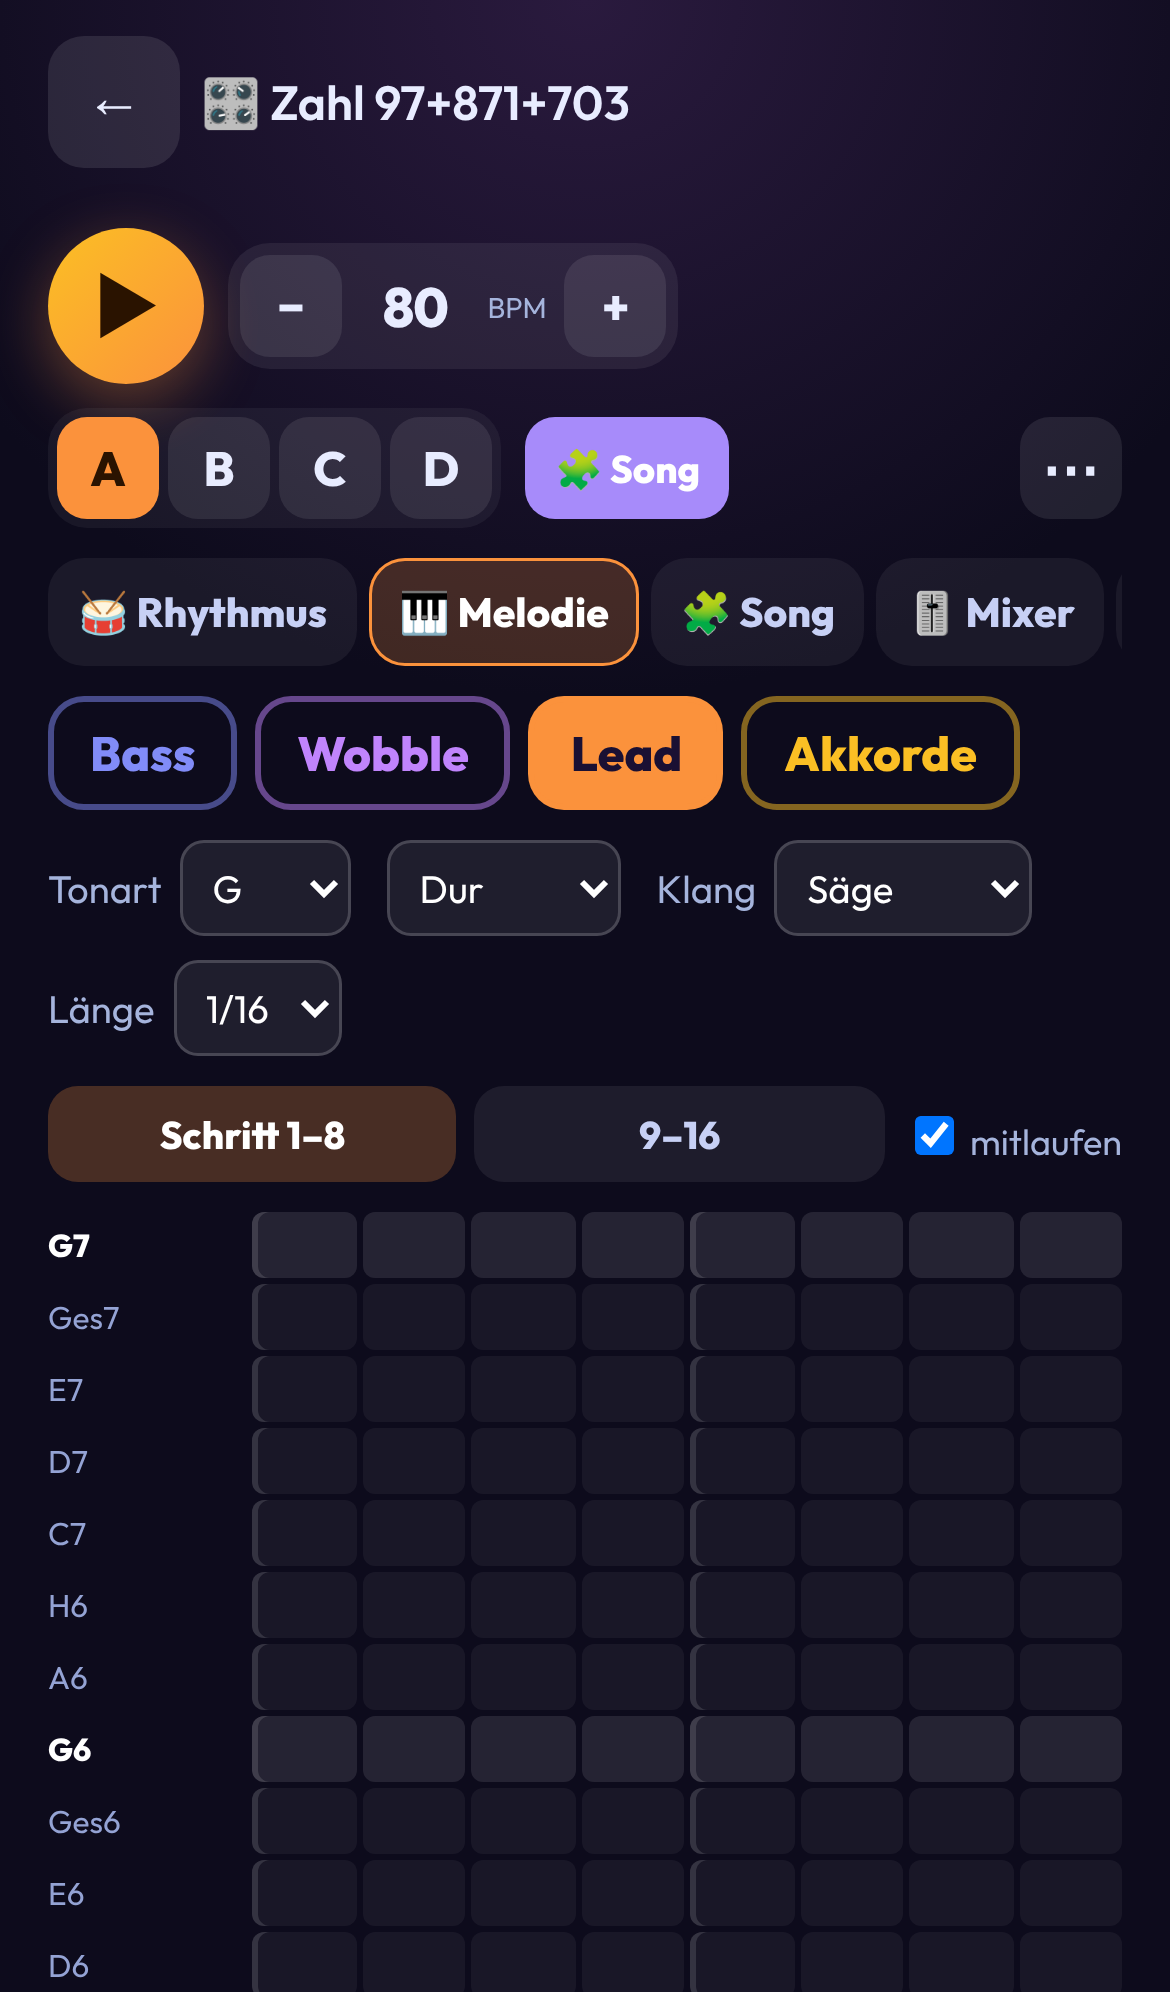 ← Zahl 97+871+703
– 80 BPM +
A B C D Song ...
Rhythmus Melodie Song Mixer
Bass Wobble Lead Akkorde
Tonart G Dur Klang Säge
Länge 1/16
Schritt 1–8 9–16 mitlaufen
G7
Ges7
E7
D7
C7
H6
A6
G6
Ges6
E6
D6